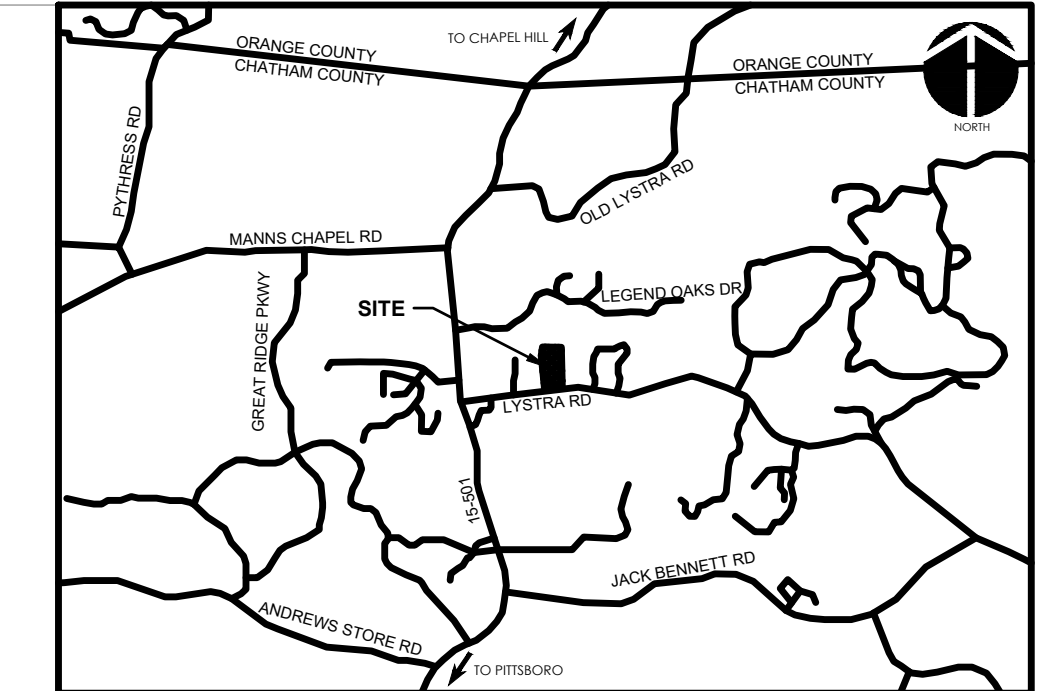 TO CHAPEL HILL
ORANGE COUNTY
CHATHAM COUNTY
ORANGE COUNTY
CHATHAM COUNTY
NORTH
PYTHRESS RD
OLD LYSTRA RD
MANNS CHAPEL RD
GREAT RIDGE PKWY
LEGEND OAKS DR
SITE
LYSTRA RD
15-501
JACK BENNETT RD
ANDREWS STORE RD
TO PITTSBORO